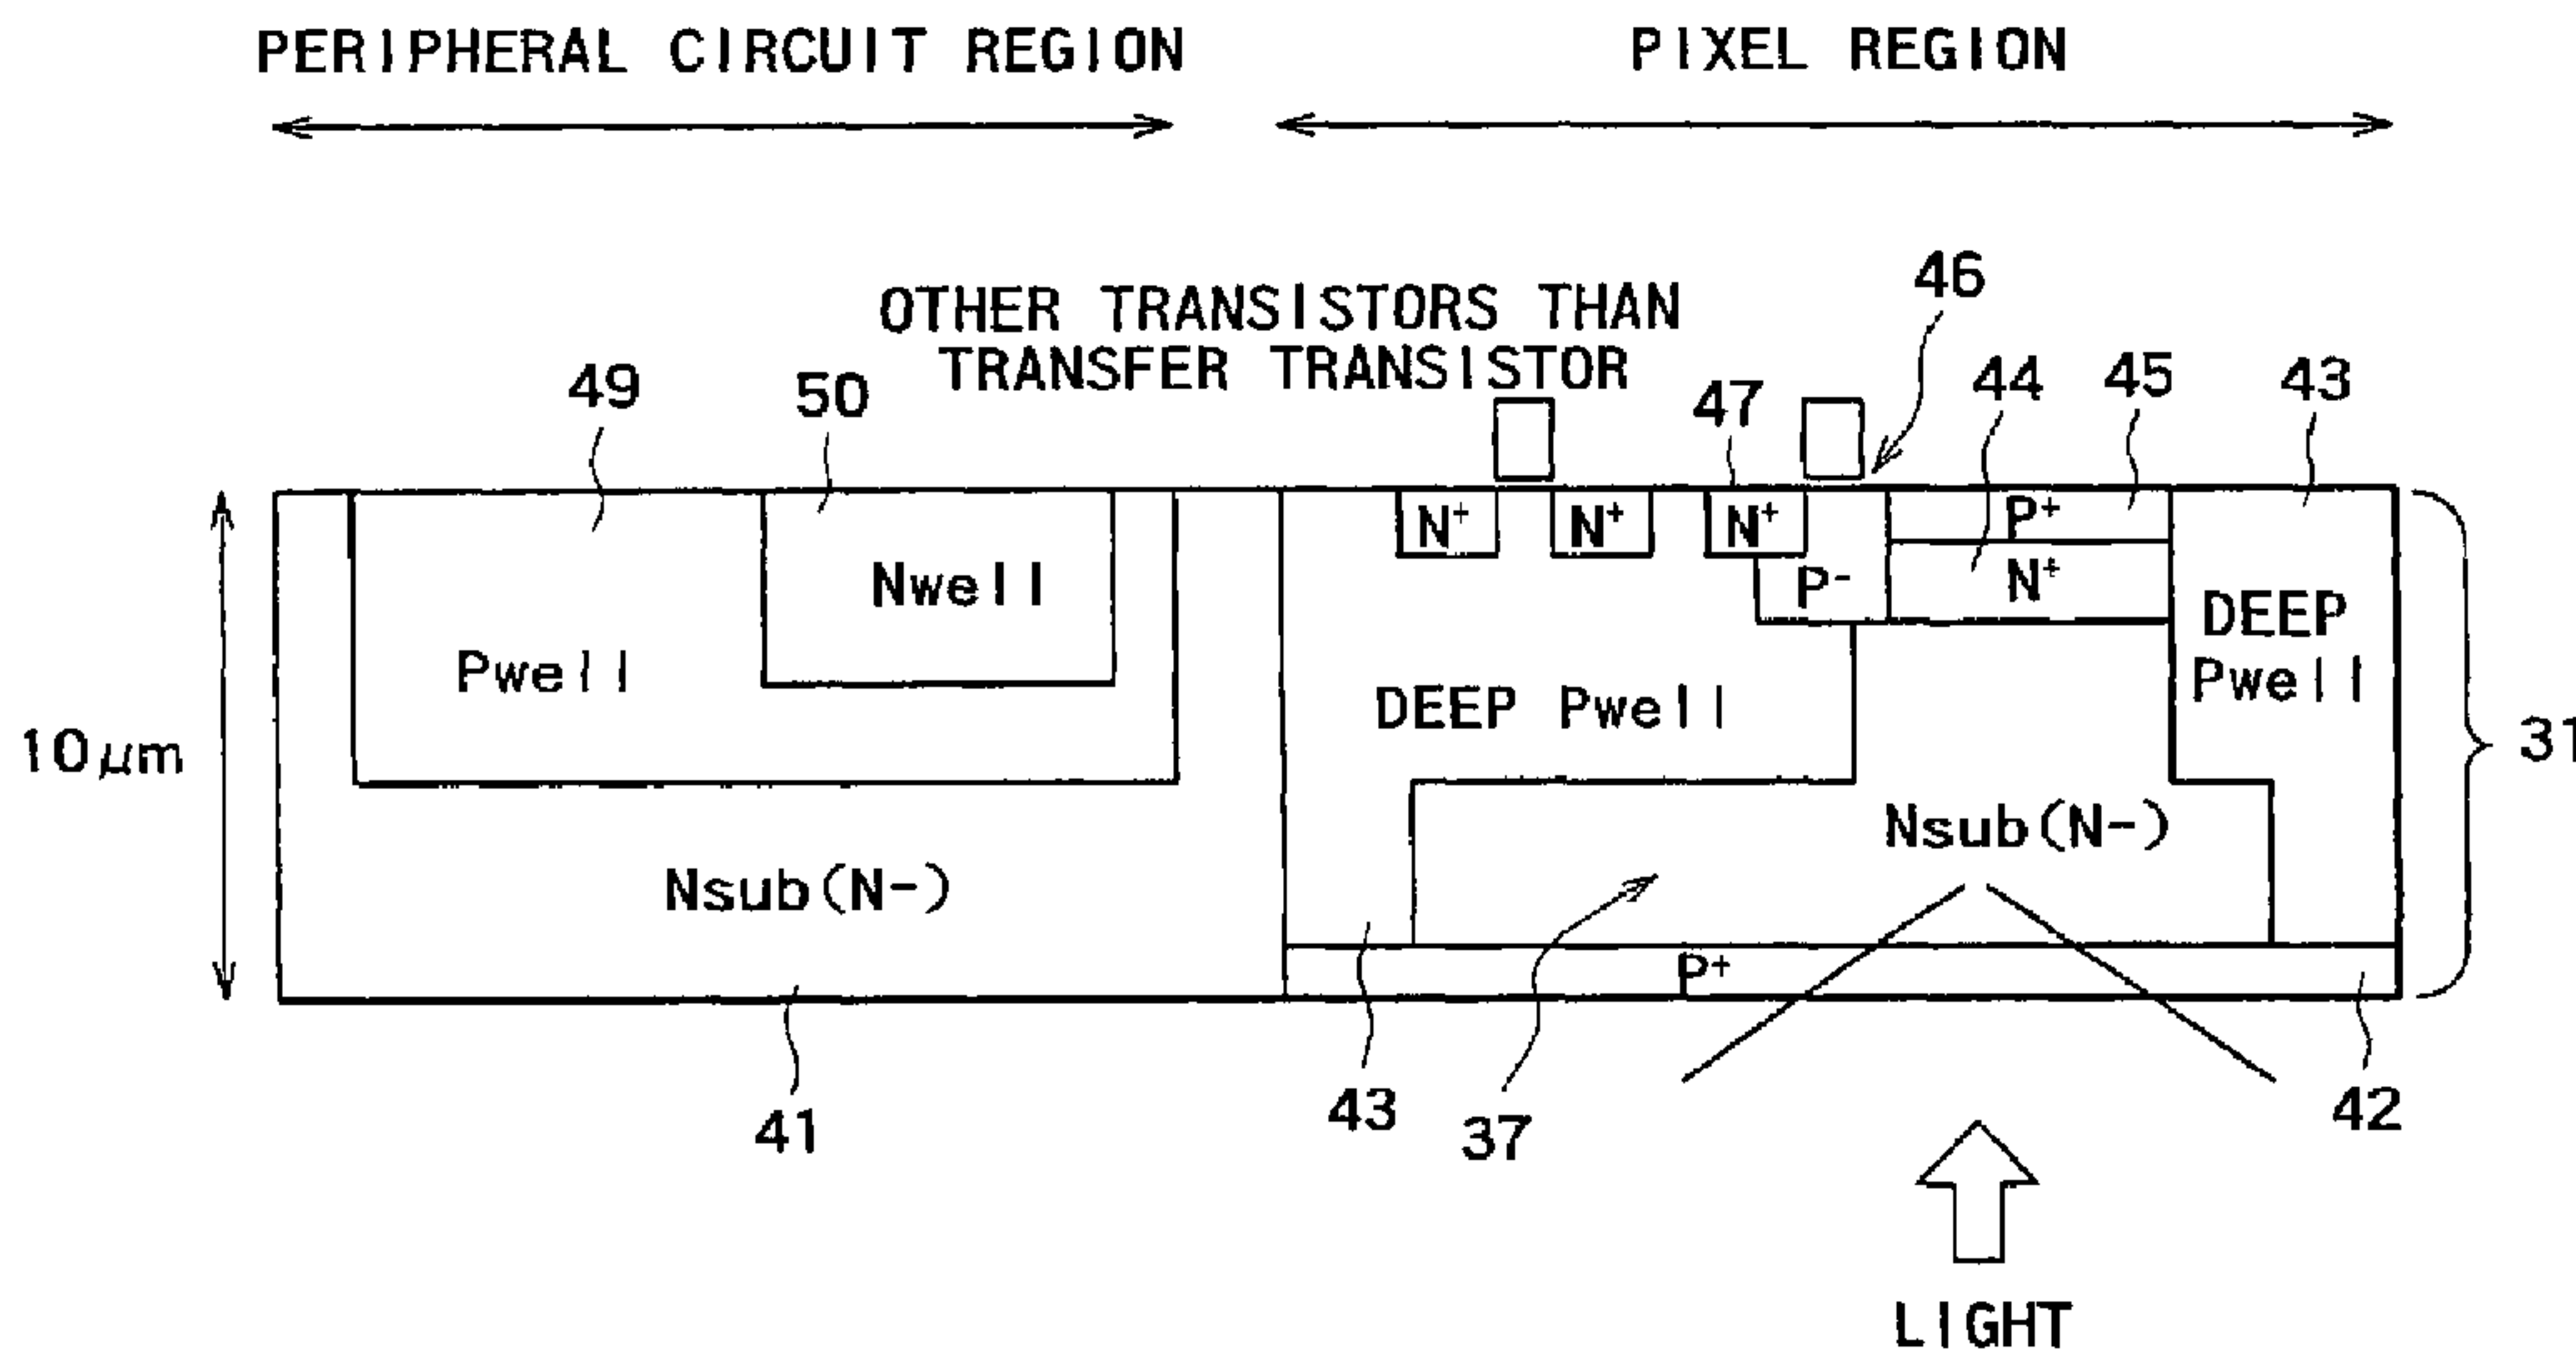 PERIPHERAL CIRCUIT REGION
PIXEL REGION
OTHER TRANSISTORS THAN
TRANSFER TRANSISTOR
46
49
50
47
44
45
43
N+
N+
N+
P+
P-
N+
Nwell
Pwell
DEEP
Pwell
DEEP Pwell
10μm
31
Nsub(N-)
Nsub(N-)
P+
41
43
37
42
LIGHT